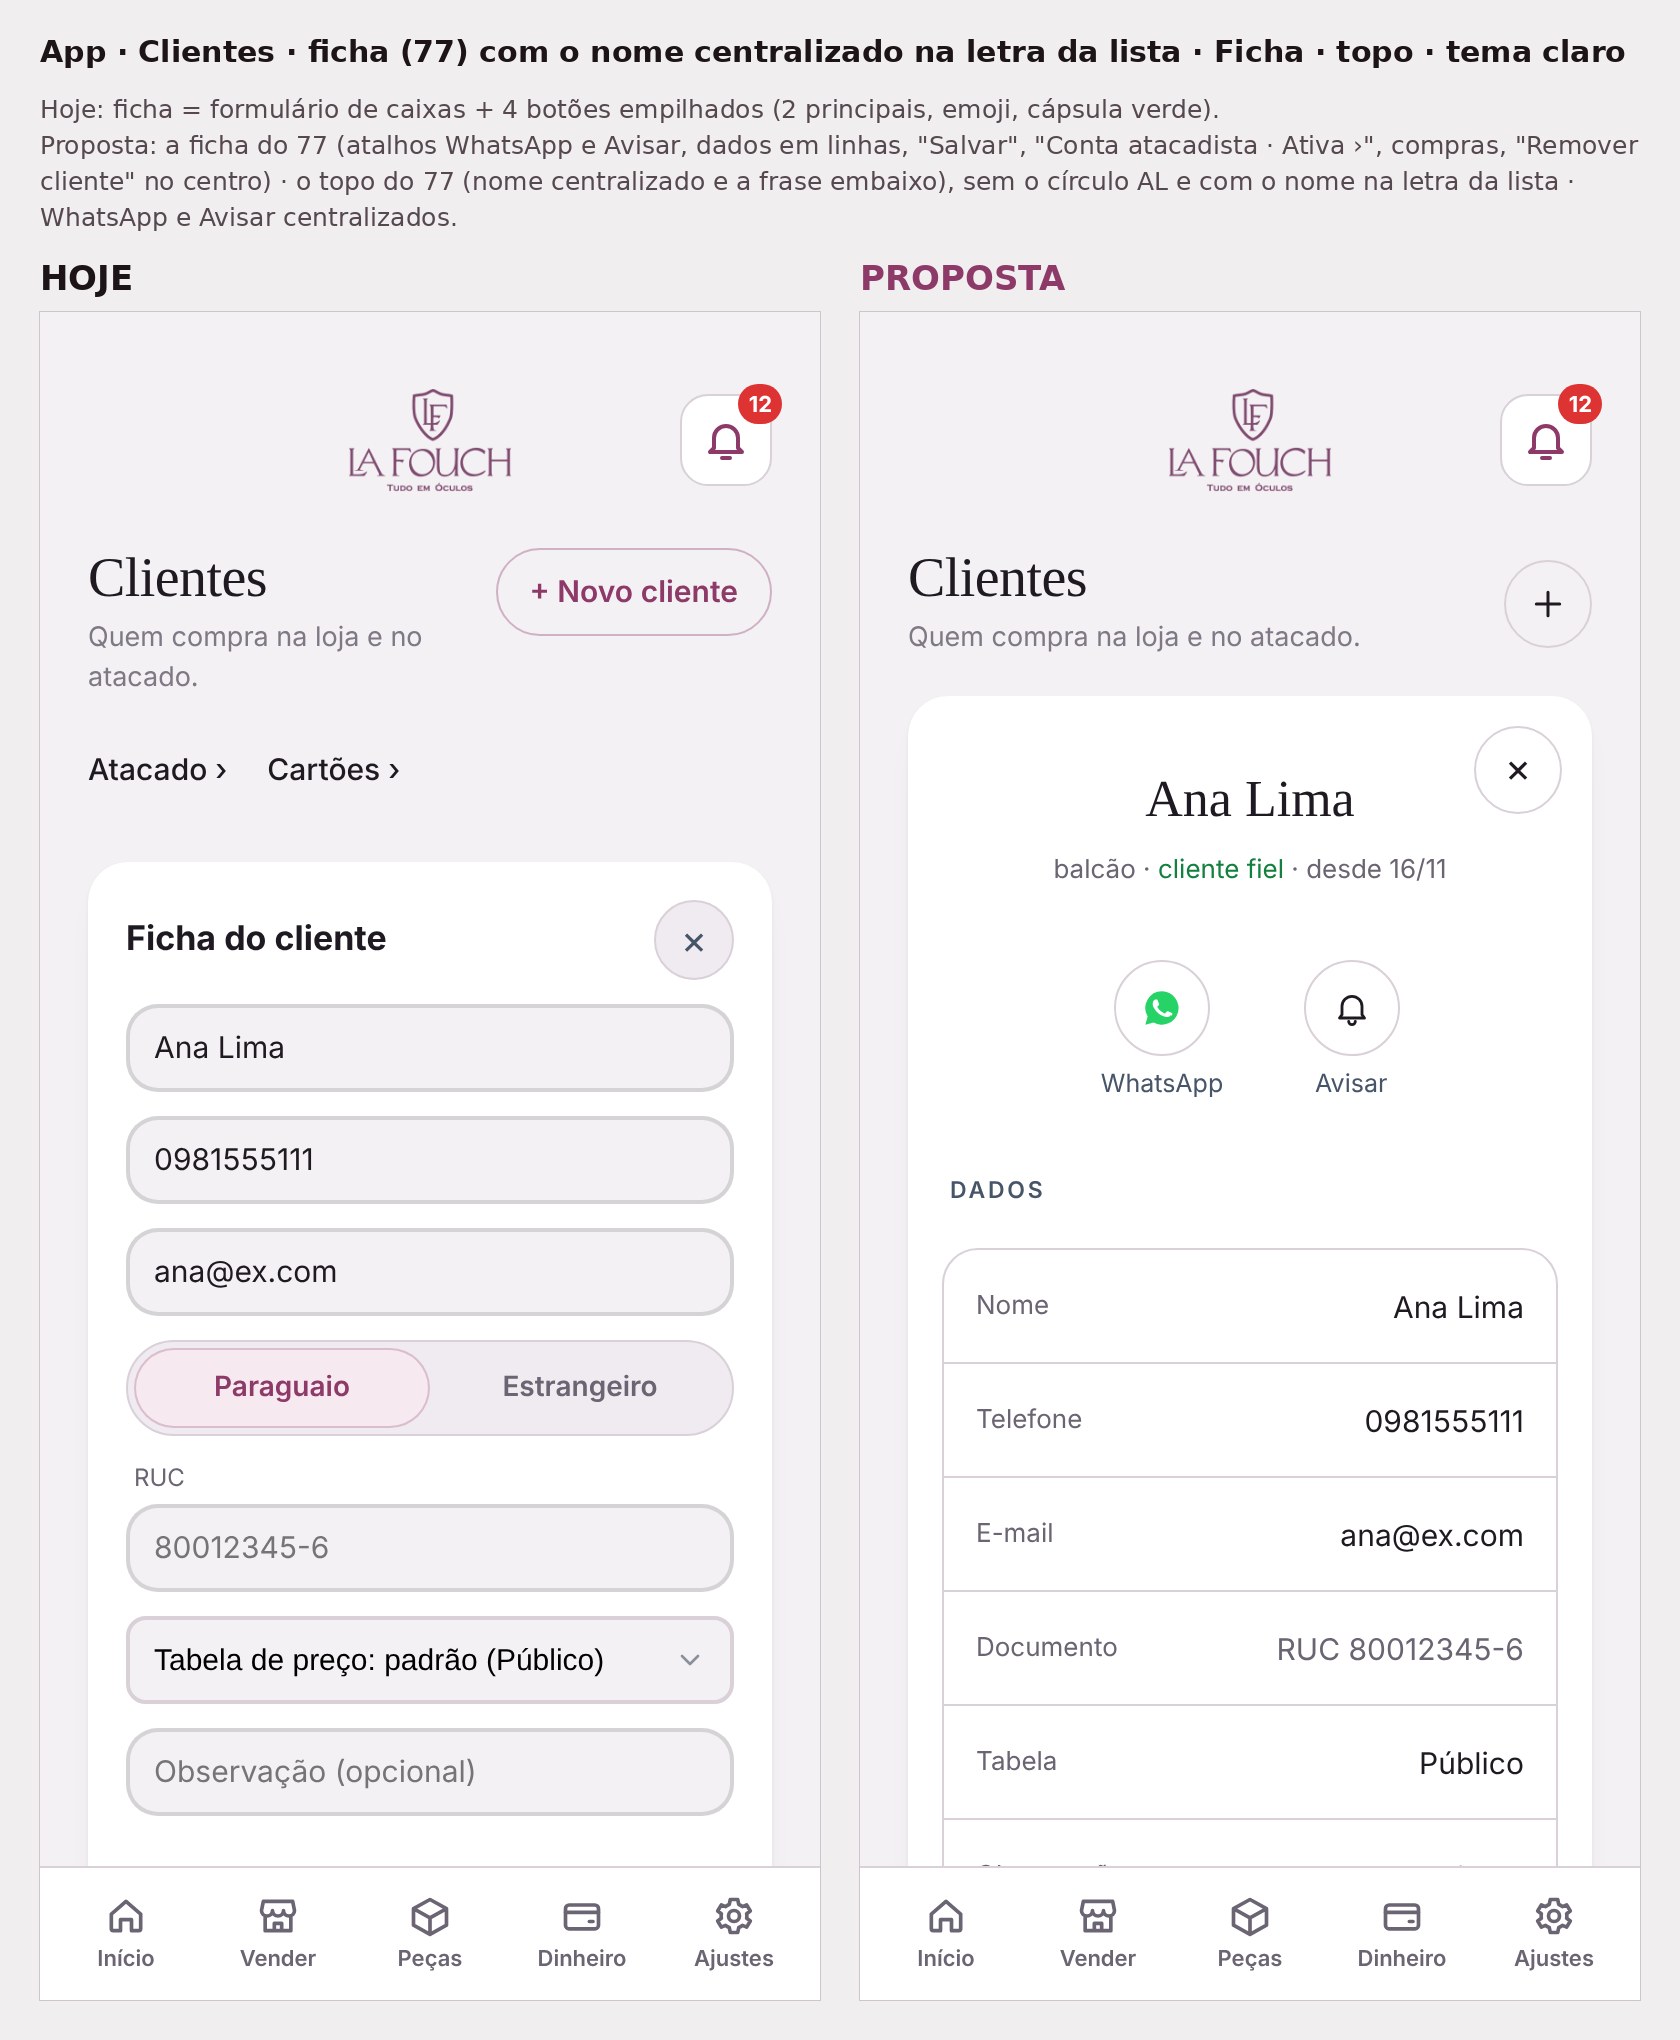 App · Clientes · ficha (77) com o nome centralizado na letra da lista · Ficha · topo · tema claro
Hoje: ficha = formulário de caixas + 4 botões empilhados (2 principais, emoji, cápsula verde).
Proposta: a ficha do 77 (atalhos WhatsApp e Avisar, dados em linhas, "Salvar", "Conta atacadista · Ativa ›", compras, "Remover
cliente" no centro) · o topo do 77 (nome centralizado e a frase embaixo), sem o círculo AL e com o nome na letra da lista ·
WhatsApp e Avisar centralizados.
HOJE
LF
LA FOUCH
TUDO EM ÓCULOS
12
Clientes
+ Novo cliente
Quem compra na loja e no
atacado.
Atacado ›
Cartões ›
Ficha do cliente
×
Ana Lima
0981555111
ana@ex.com
Paraguaio
Estrangeiro
RUC
80012345-6
Tabela de preço: padrão (Público)
Observação (opcional)
Início
Vender
Peças
Dinheiro
Ajustes
PROPOSTA
LF
LA FOUCH
TUDO EM ÓCULOS
12
Clientes
+
Quem compra na loja e no atacado.
×
Ana Lima
balcão · cliente fiel · desde 16/11
WhatsApp
Avisar
DADOS
Nome
Ana Lima
Telefone
0981555111
E-mail
ana@ex.com
Documento
RUC 80012345-6
Tabela
Público
Início
Vender
Peças
Dinheiro
Ajustes